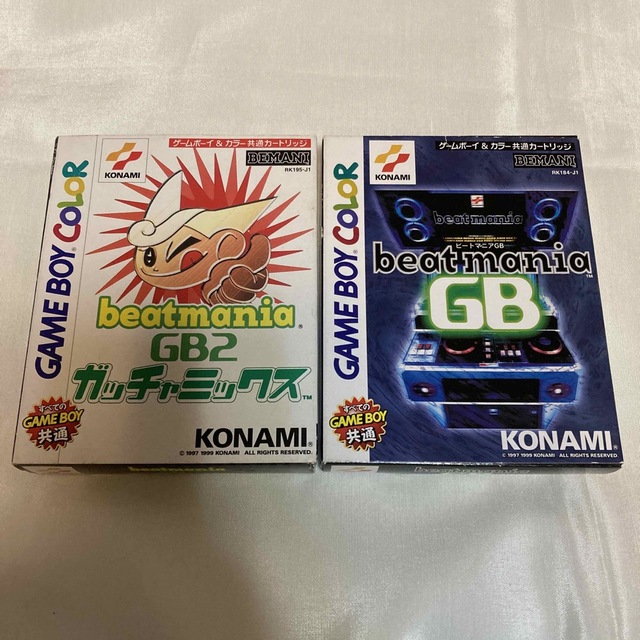 GAME BOY COLOR
KONAMI
ゲームボーイ & カラー 共通カートリッジ
BEMANI
RK195-J1
beatmania
GB2
ガッチャミックス™
すべての
GAME BOY
共通
KONAMI®
© 1997 1999 KONAMI ALL RIGHTS RESERVED.
beatmania
GAME BOY COLOR
KONAMI
ゲームボーイ & カラー 共通カートリッジ
BEMANI
RK184-J1
beatmania
ビートマニアGB
beatmania™
GB
すべての
GAME BOY
共通
KONAMI®
© 1997 1999 KONAMI ALL RIGHTS RESERVED.